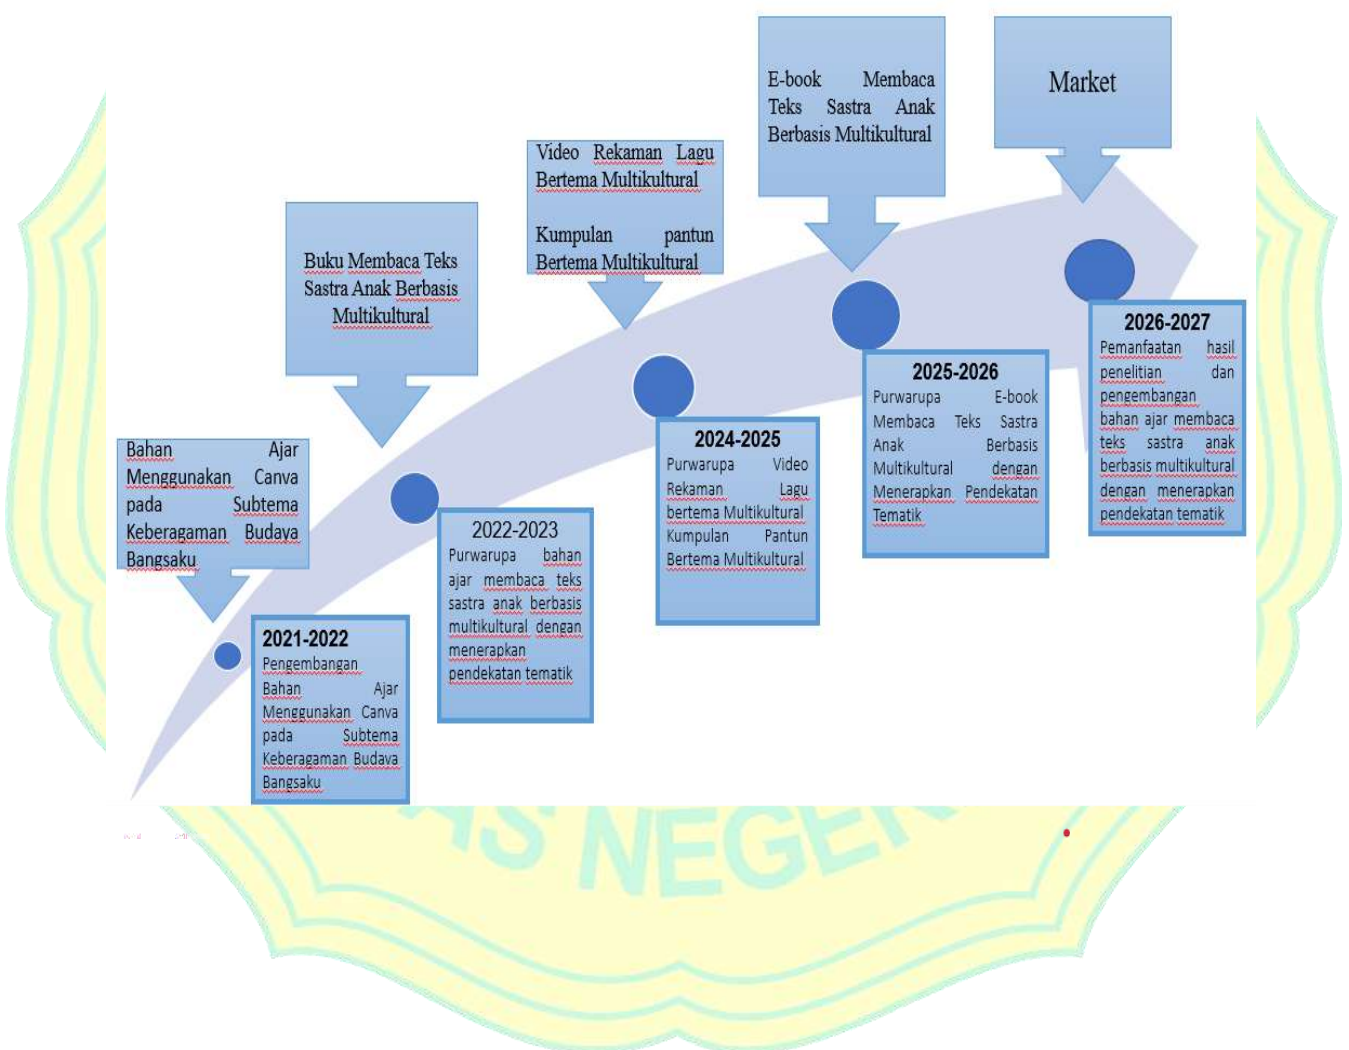 Bahan Ajar
Menggunakan Canva
pada Subtema
Keberagaman Budaya
Bangsaku
2021-2022
Pengembangan
Bahan Ajar
Menggunakan Canva
pada Subtema
Keberagaman Budaya
Bangsaku
Buku Membaca Teks
Sastra Anak Berbasis
Multikultural
2022-2023
Purwarupa bahan
ajar membaca teks
sastra anak berbasis
multikultural dengan
menerapkan
pendekatan tematik
Video Rekaman Lagu
Bertema Multikultural
Kumpulan pantun
Bertema Multikultural
2024-2025
Purwarupa Video
Rekaman Lagu
bertema Multikultural
Kumpulan Pantun
Bertema Multikultural
E-book Membaca
Teks Sastra Anak
Berbasis Multikultural
2025-2026
Purwarupa E-book
Membaca Teks Sastra
Anak Berbasis
Multikultural dengan
Menerapkan Pendekatan
Tematik
Market
2026-2027
Pemanfaatan hasil
penelitian dan
pengembangan
bahan ajar membaca
teks sastra anak
berbasis multikultural
dengan menerapkan
pendekatan tematik
AS NEGER